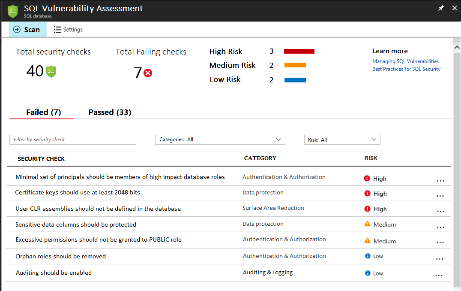 SQL Vulnerability Assessment
SQL database
Scan
Settings
Total security checks
40
Total Failing checks
7
High Risk 3
Medium Risk 2
Low Risk 2
Learn more
Managing SQL Vulnerabilities
Best Practices for SQL Security
Failed (7) Passed (33)
Filter by security check
Categories: All
Risk: All
SECURITY CHECK CATEGORY RISK
Minimal set of principals should be members of high impact database roles Authentication & Authorization High ...
Certificate keys should use at least 2048 bits Data protection High ...
User CLR assemblies should not be defined in the database Surface Area Reduction High ...
Sensitive data columns should be protected Data protection Medium ...
Excessive permissions should not be granted to PUBLIC role Authentication & Authorization Medium ...
Orphan roles should be removed Authentication & Authorization Low ...
Auditing should be enabled Auditing & Logging Low ...